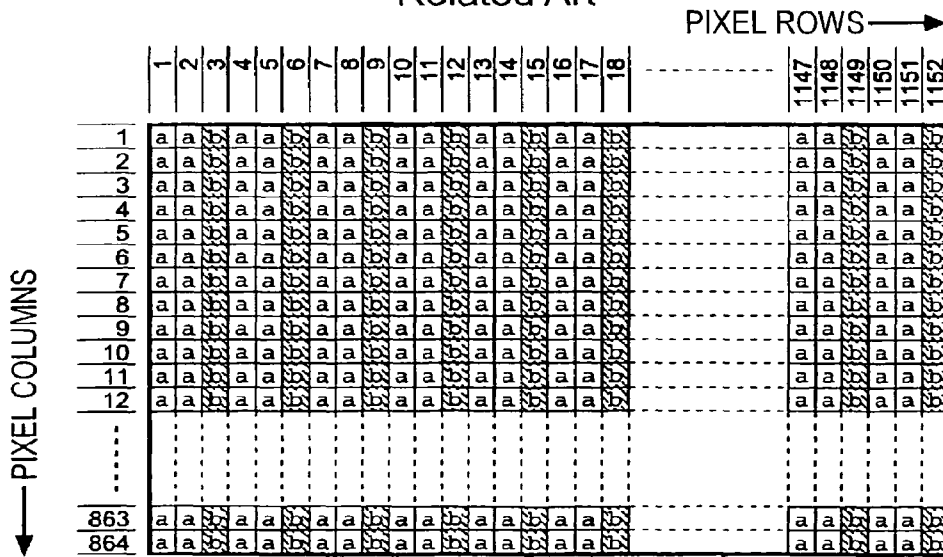 Related Art
PIXEL ROWS
1 2 3 4 5 6 7 8 9 10 11 12 13 14 15 16 17 18 1147 1148 1149 1150 1151 1152
1 a a b a a b a a b a a b a a b a a b a a b a a b
2 a a b a a b a a b a a b a a b a a b a a b a a b
3 a a b a a b a a b a a b a a b a a b a a b a a b
4 a a b a a b a a b a a b a a b a a b a a b a a b
5 a a b a a b a a b a a b a a b a a b a a b a a b
6 a a b a a b a a b a a b a a b a a b a a b a a b
7 a a b a a b a a b a a b a a b a a b a a b a a b
8 a a b a a b a a b a a b a a b a a b a a b a a b
9 a a b a a b a a b a a b a a b a a b a a b a a b
10 a a b a a b a a b a a b a a b a a b a a b a a b
11 a a b a a b a a b a a b a a b a a b a a b a a b
12 a a b a a b a a b a a b a a b a a b a a b a a b
863 a a b a a b a a b a a b a a b a a b a a b a a b
864 a a b a a b a a b a a b a a b a a b a a b a a b
PIXEL COLUMNS